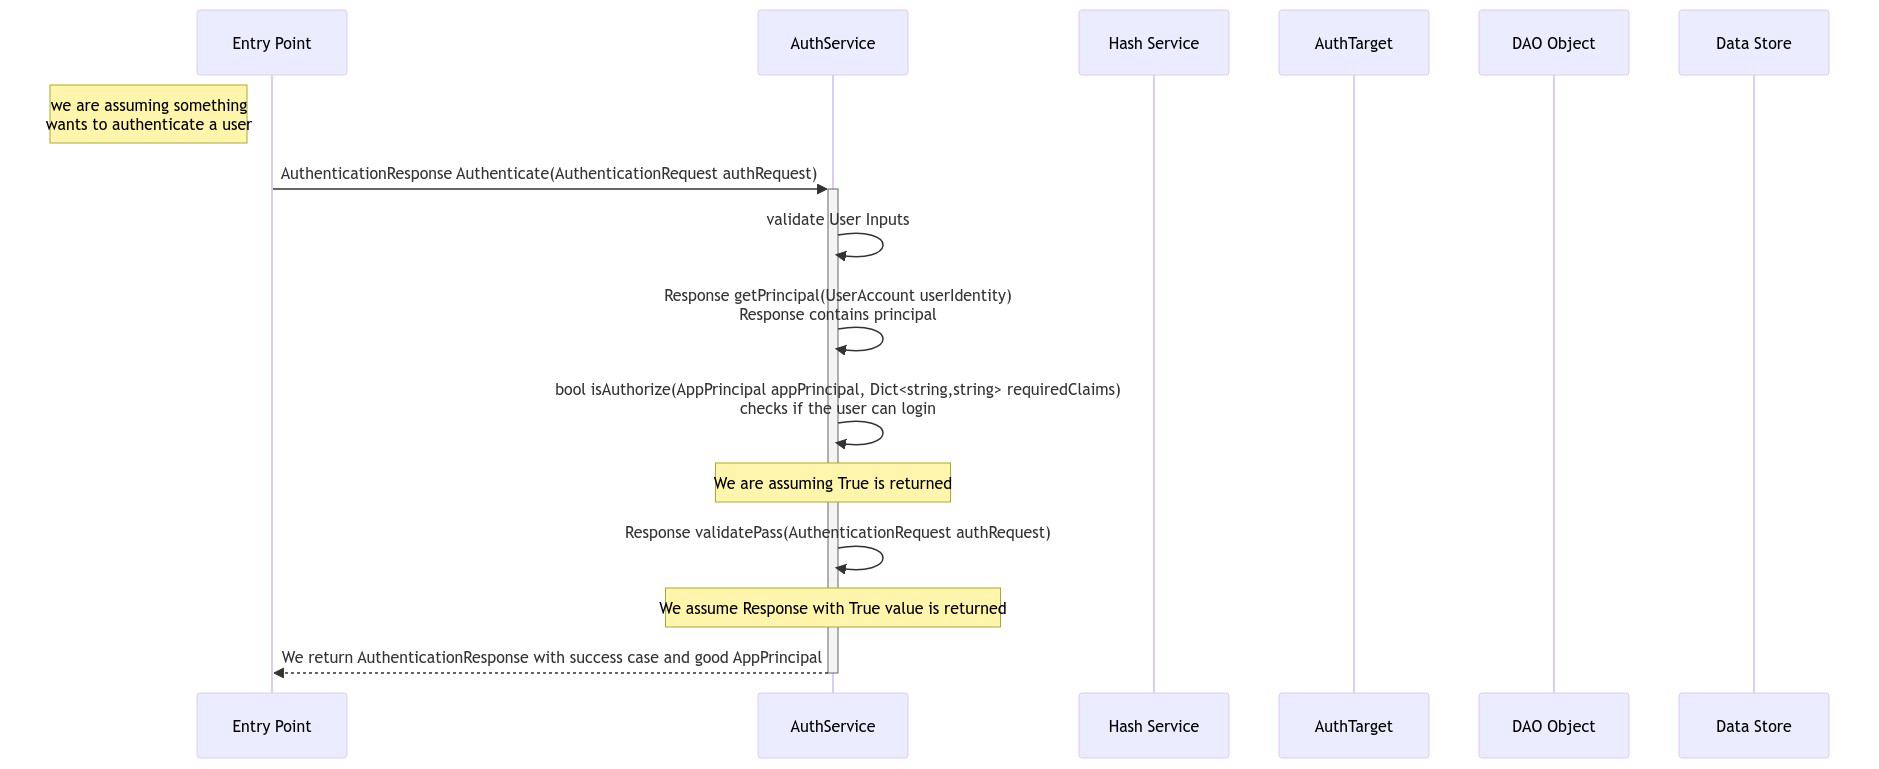 Entry Point
AuthService
Hash Service
AuthTarget
DAO Object
Data Store
we are assuming something
wants to authenticate a user
AuthenticationResponse Authenticate(AuthenticationRequest authRequest)
validate User Inputs
Response getPrincipal(UserAccount userIdentity)
Response contains principal
bool isAuthorize(AppPrincipal appPrincipal, Dict<string,string> requiredClaims)
checks if the user can login
We are assuming True is returned
Response validatePass(AuthenticationRequest authRequest)
We assume Response with True value is returned
We return AuthenticationResponse with success case and good AppPrincipal
Entry Point
AuthService
Hash Service
AuthTarget
DAO Object
Data Store